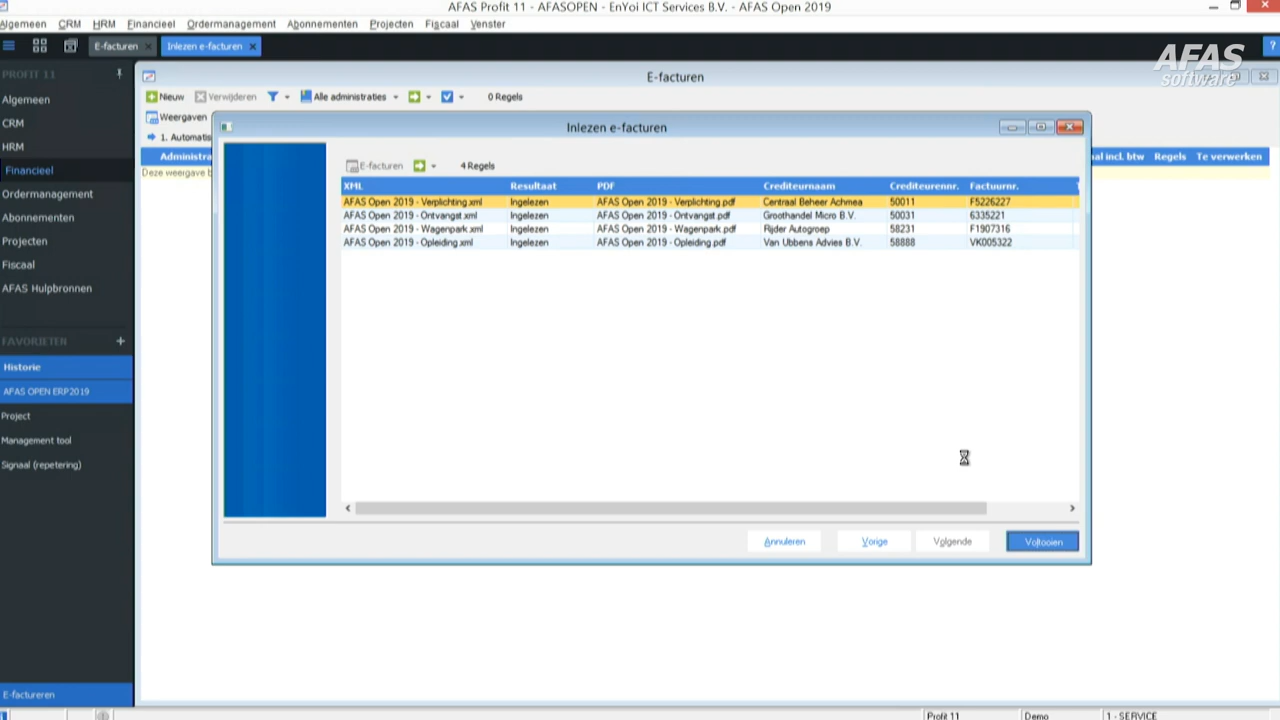 AFAS Profit 11 - AFASOPEN - EnYoi ICT Services B.V. - AFAS Open 2019
Algemeen CRM HRM Financieel Ordermanagement Abonnementen Projecten Fiscaal Venster
E-facturen Inlezen e-facturen ?
AFAS software
PROFIT 11
Algemeen
CRM
HRM
Financieel
Ordermanagement
Abonnementen
Projecten
Fiscaal
AFAS Hulpbronnen
FAVORIETEN
Historie
AFAS OPEN ERP2019
Project
Management tool
Signaal (repetering)
E-factureren
E-facturen
Nieuw Verwijderen Alle administraties 0 Regels
Weergaven
1. Automatis
Administra al incl. btw Regels Te verwerken
Deze weergave b
Inlezen e-facturen
E-facturen 4 Regels
XML Resultaat PDF Crediteurnaam Crediteurennr. Factuurnr.
AFAS Open 2019 - Verplichting.xml Ingelezen AFAS Open 2019 - Verplichting.pdf Centraal Beheer Achmea 50011 F5226227
AFAS Open 2019 - Ontvangst.xml Ingelezen AFAS Open 2019 - Ontvangst.pdf Groothandel Micro B.V. 50031 6335221
AFAS Open 2019 - Wagenpark.xml Ingelezen AFAS Open 2019 - Wagenpark.pdf Rijder Autogroep 58231 F1907316
AFAS Open 2019 - Opleiding.xml Ingelezen AFAS Open 2019 - Opleiding.pdf Van Ubbens Advies B.V. 58888 VK005322
Annuleren Vorige Volgende Voltooien
Profit 11 Demo 1 - SERVICE